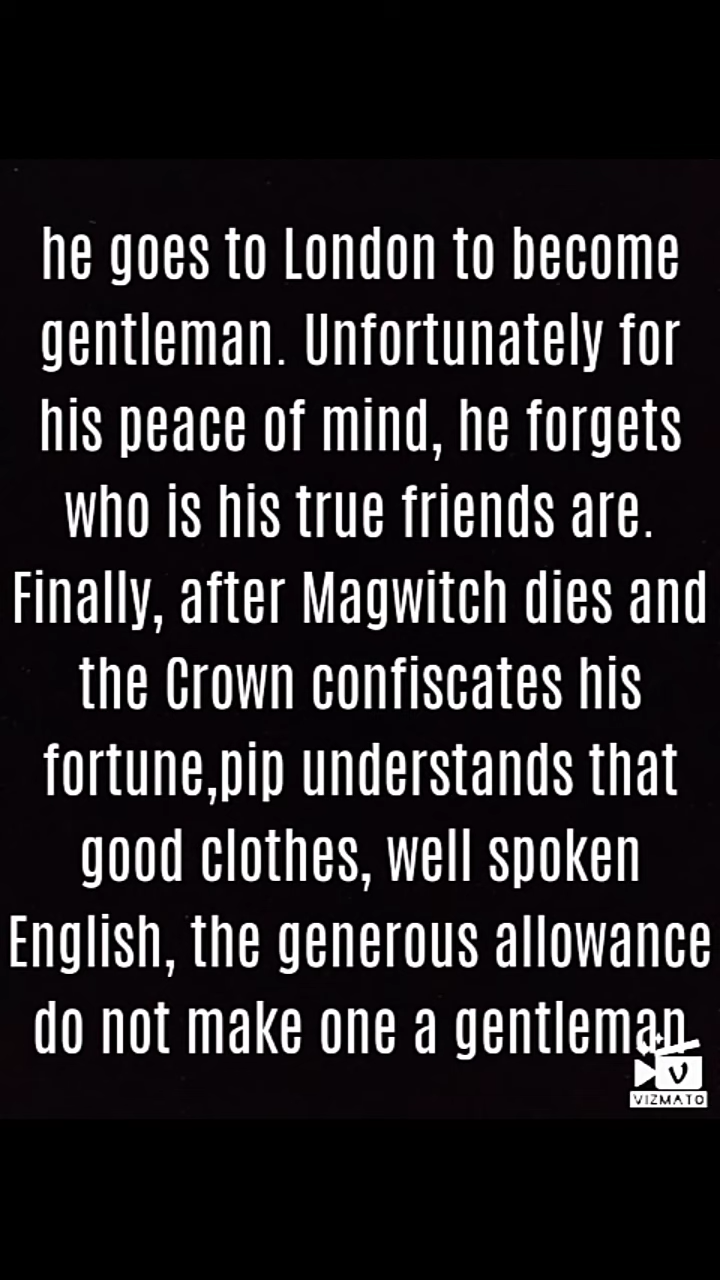 he goes to London to become
gentleman. Unfortunately for
his peace of mind, he forgets
who is his true friends are.
Finally, after Magwitch dies and
the Crown confiscates his
fortune,pip understands that
good clothes, well spoken
English, the generous allowance
do not make one a gentleman
V
VIZMATO